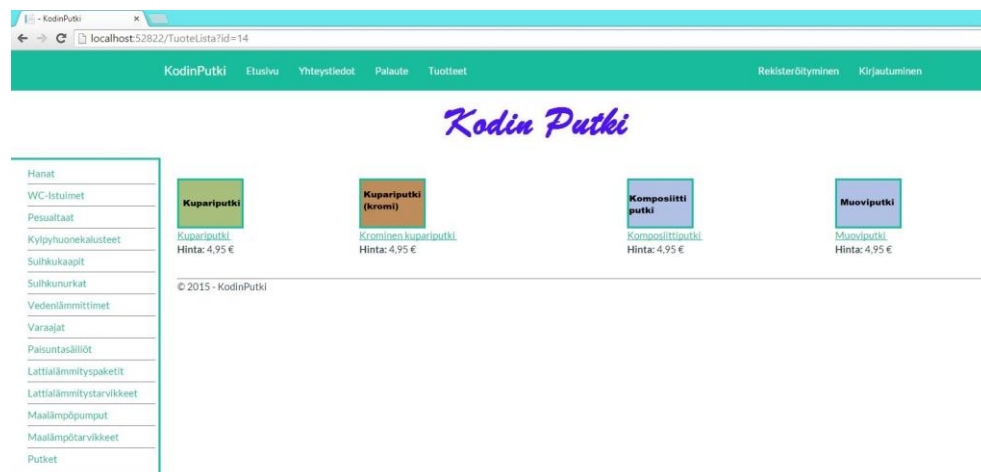 - KodinPutki
localhost:52822/TuoteLista?id=14
KodinPutki Etusivu Yhteystiedot Palaute Tuotteet Rekisteröityminen Kirjautuminen
Kodin Putki
Hanat
WC-Istuimet
Pesualtaat
Kylpyhuonekalusteet
Suihkukaapit
Suihkunurkat
Vedenlämmittimet
Varaajat
Paisuntasäiliöt
Lattialämmityspaketit
Lattialämmitystarvikkeet
Maalämpöpumput
Maalämpötarvikkeet
Putket
Kupariputki
Kupariputki
Hinta: 4,95 €
Kupariputki
(kromi)
Krominen kupariputki
Hinta: 4,95 €
Komposiitti
putki
Komposiittiputki
Hinta: 4,95 €
Muoviputki
Muoviputki
Hinta: 4,95 €
© 2015 - KodinPutki